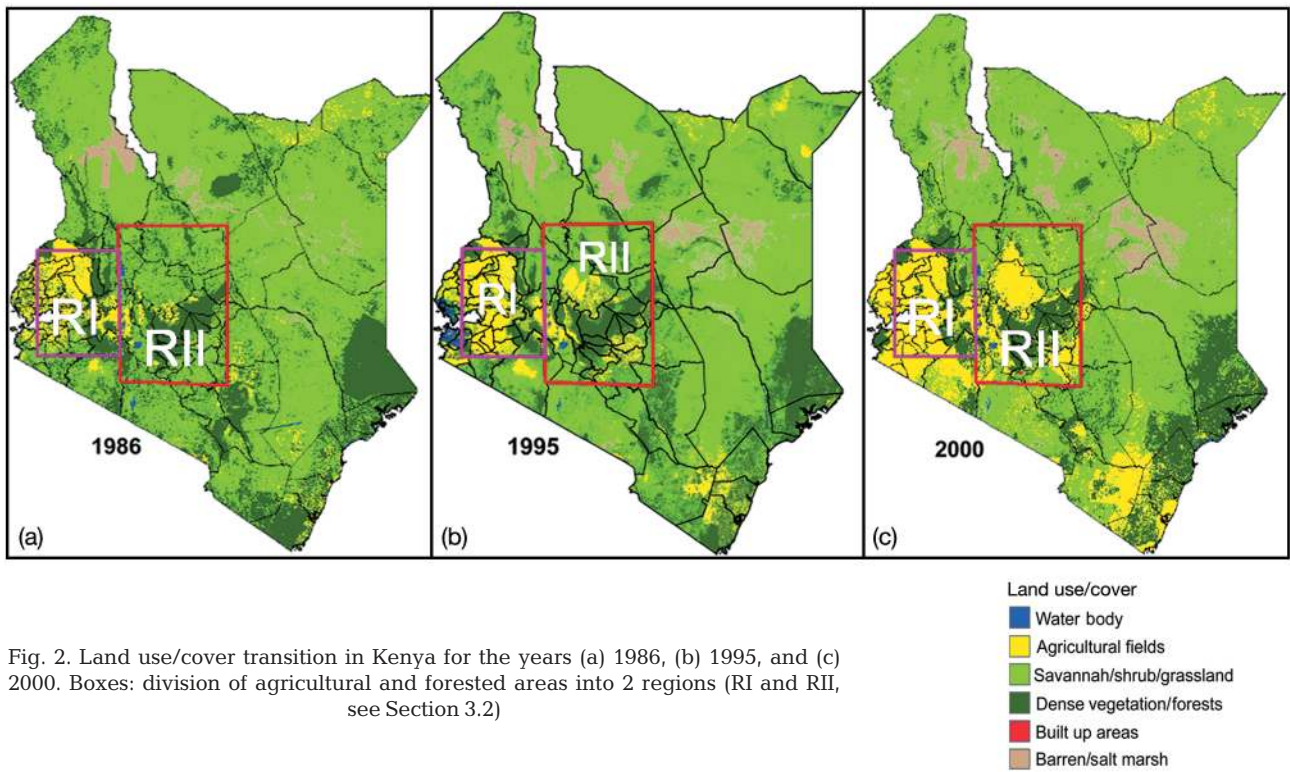 RI
RII
1986
(a)
RII
RI
1995
(b)
RI
RII
2000
(c)
Land use/cover
Water body
Agricultural fields
Savannah/shrub/grassland
Dense vegetation/forests
Built up areas
Barren/salt marsh
Fig. 2. Land use/cover transition in Kenya for the years (a) 1986, (b) 1995, and (c)
2000. Boxes: division of agricultural and forested areas into 2 regions (RI and RII,
see Section 3.2)